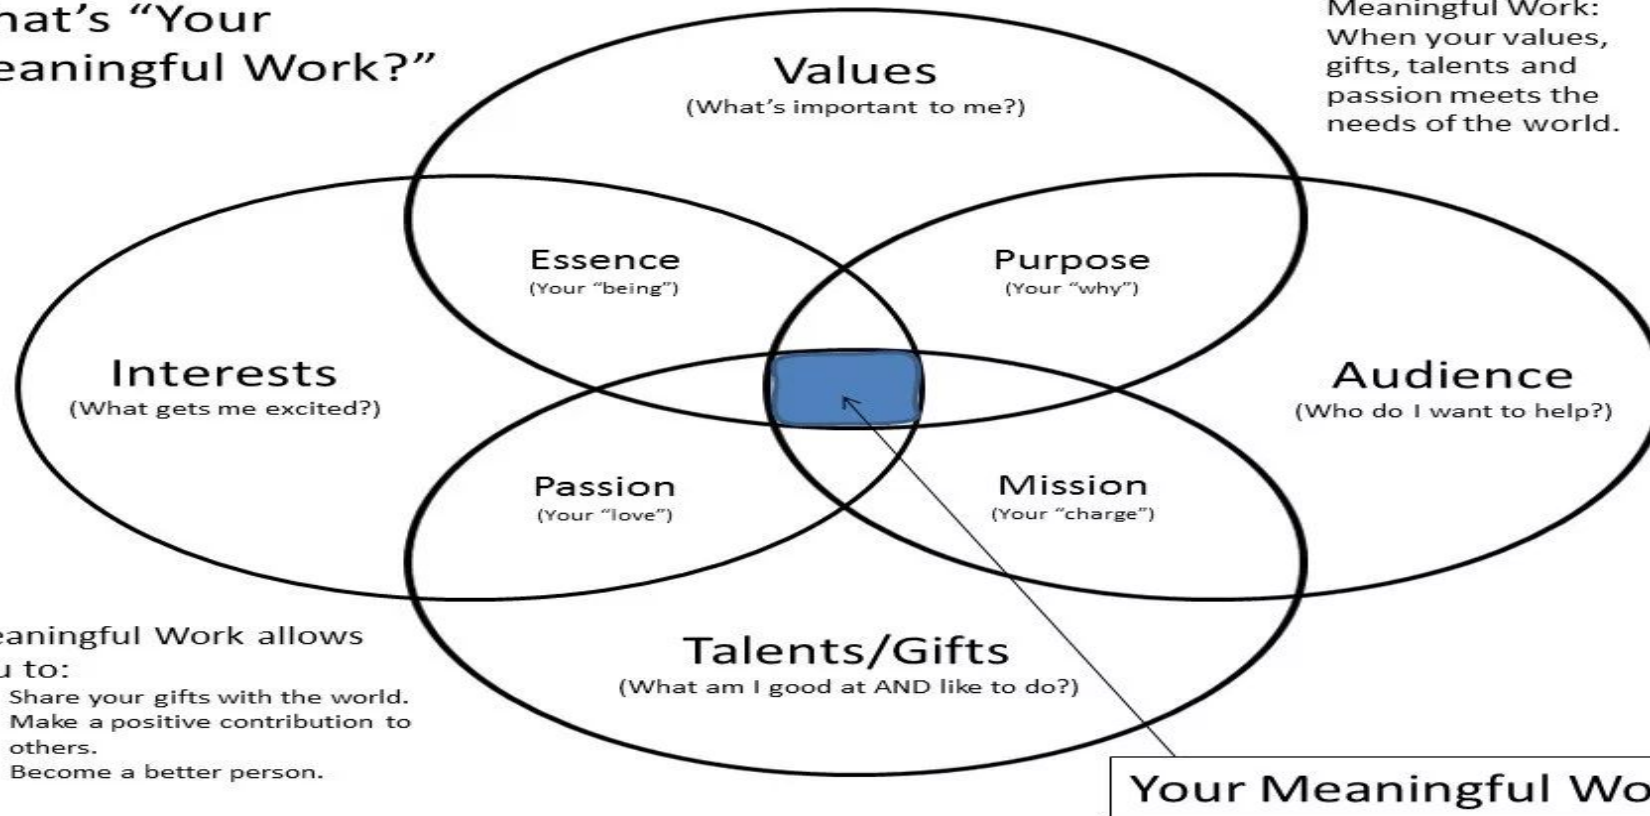 hat's "Your
eaningful Work?"
Meaningful Work:
When your values,
gifts, talents and
passion meets the
needs of the world.
Values
(What's important to me?)
Essence
(Your "being")
Purpose
(Your "why")
Interests
(What gets me excited?)
Audience
(Who do I want to help?)
Passion
(Your "love")
Mission
(Your "charge")
Talents/Gifts
(What am I good at AND like to do?)
eaningful Work allows
u to:
Share your gifts with the world.
Make a positive contribution to
others.
Become a better person.
Your Meaningful Wo